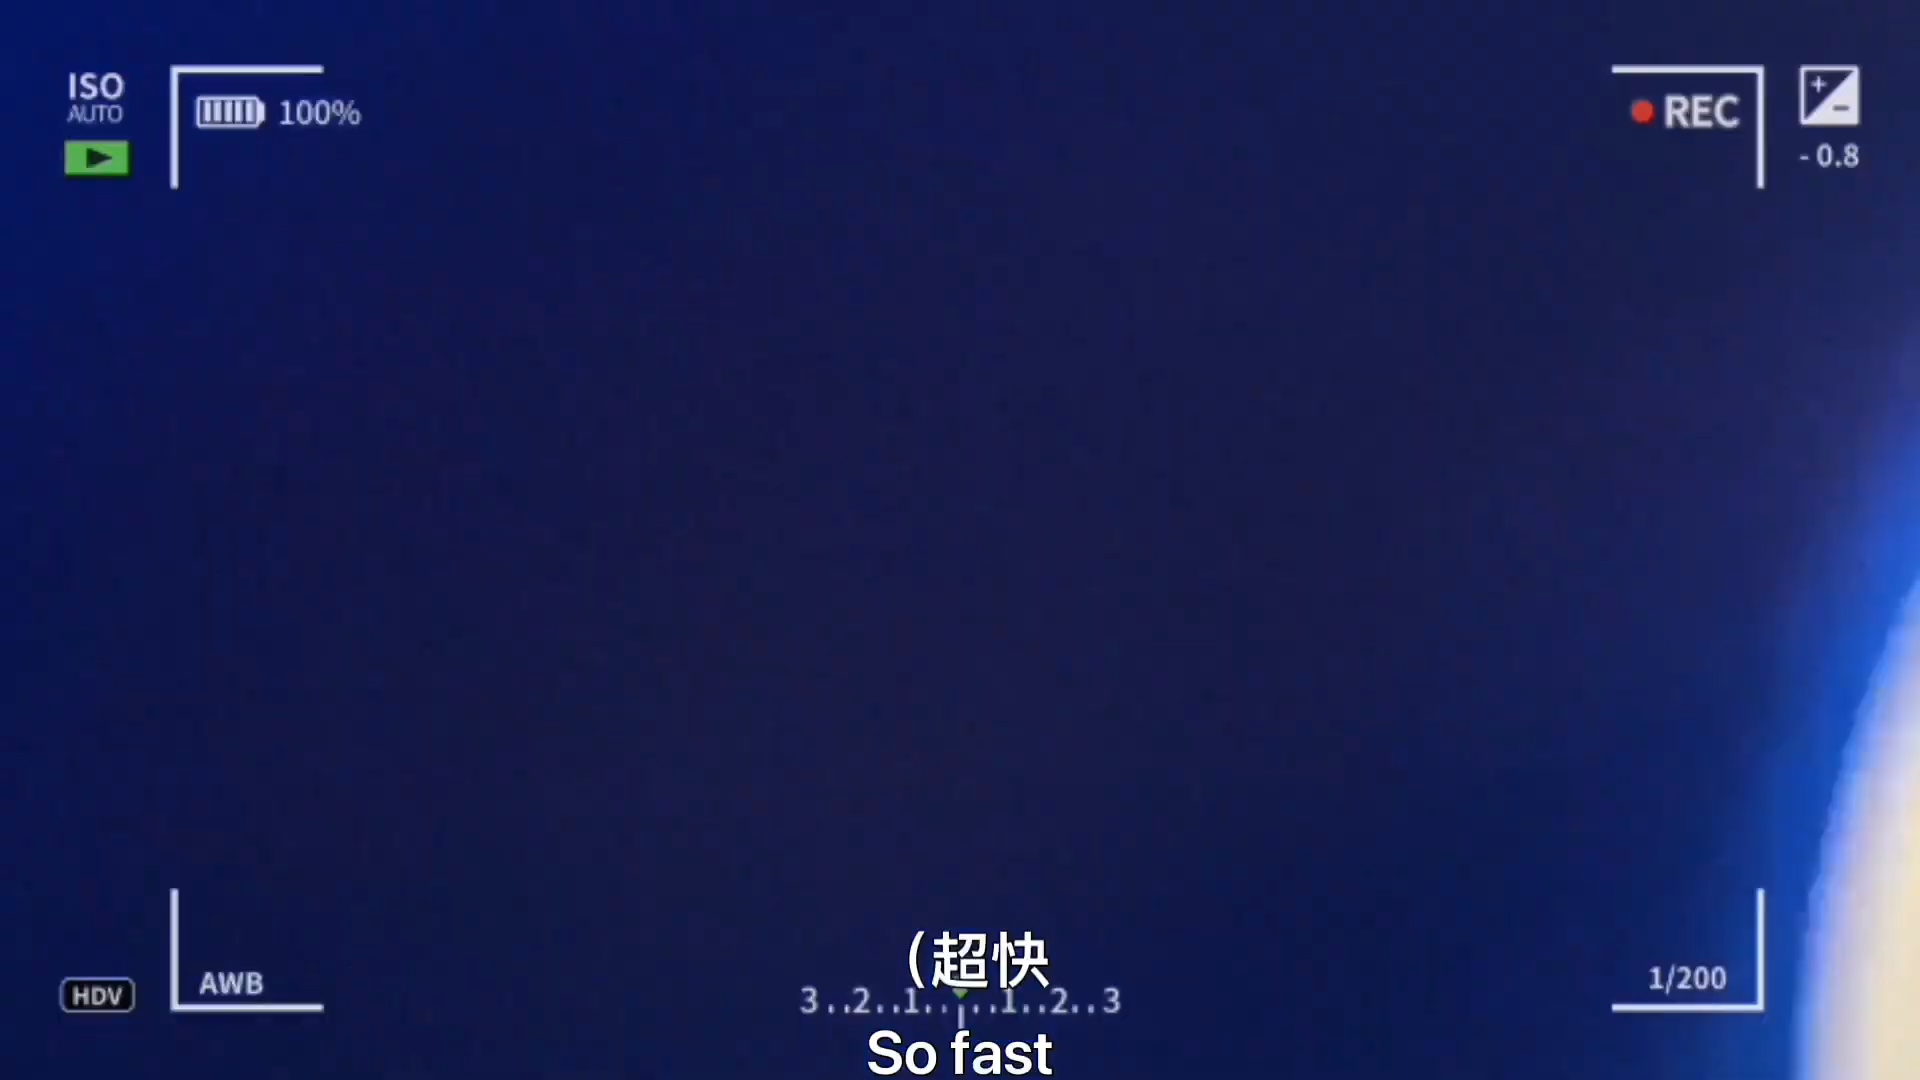 ISO
AUTO
100%
REC
- 0.8
(超快
3..2..1......1..2..3
So fast
HDV
AWB
1/200